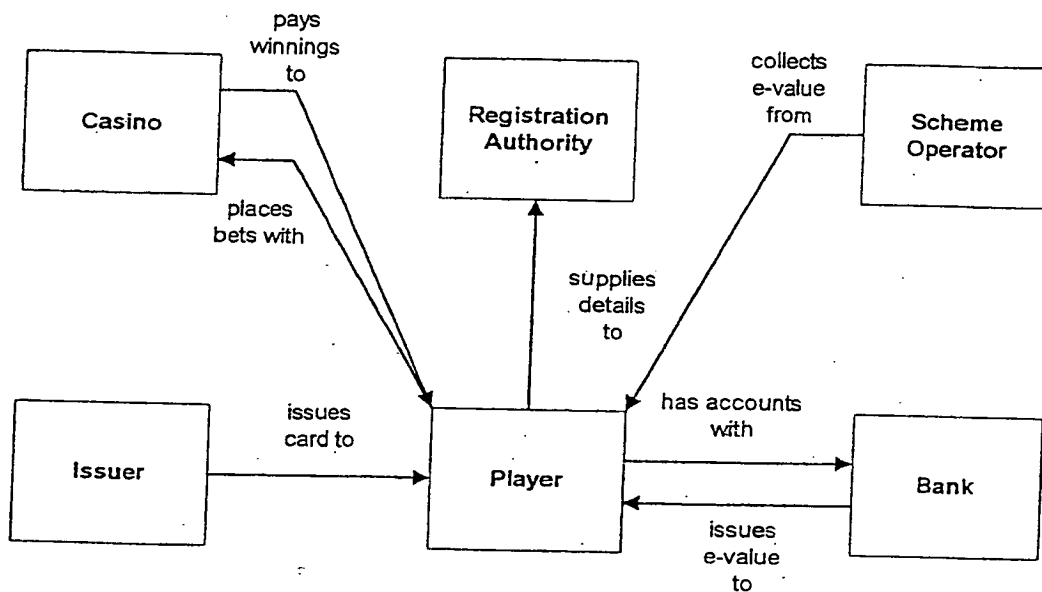 pays
winnings
to
Casino
places
bets with
Registration
Authority
collects
e-value
from
Scheme
Operator
supplies
details
to
issues
card to
Issuer
Player
has accounts
with
Bank
issues
e-value
to